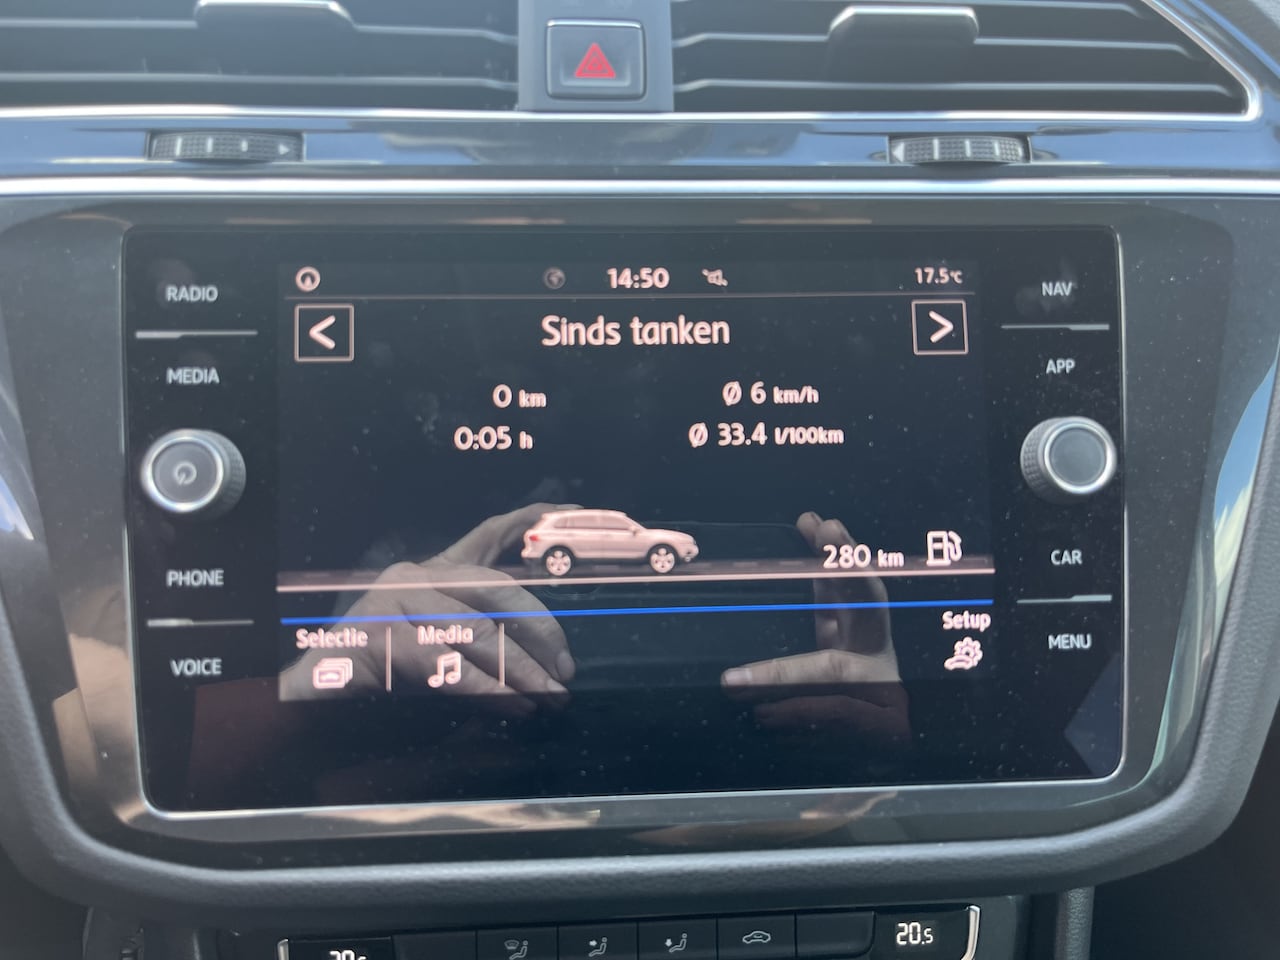 RADIO
MEDIA
PHONE
VOICE
14:50
17.5°C
Sinds tanken
0 km
Ø 6 km/h
0:05 h
Ø 33.4 l/100km
280 km
Selectie
Media
Setup
NAV
APP
CAR
MENU
20.5